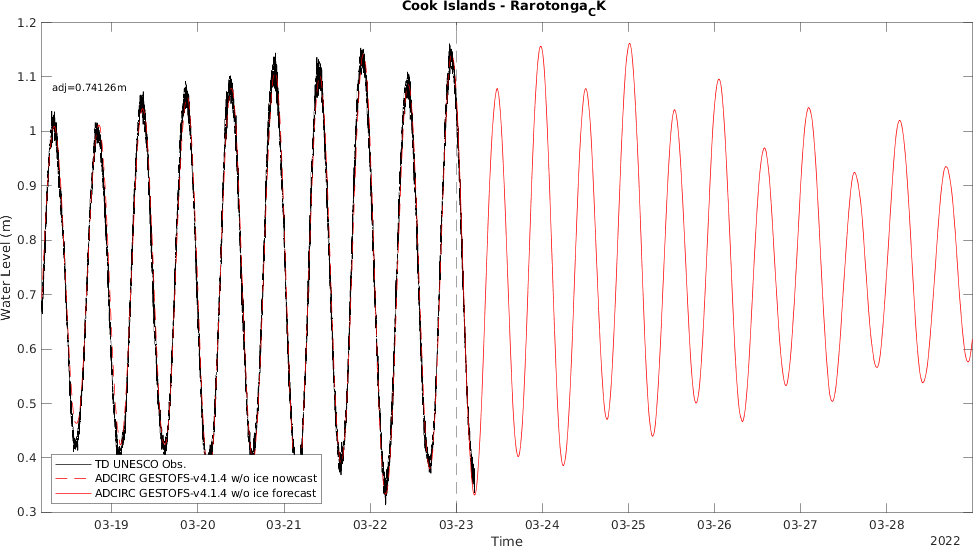 Cook Islands - Rarotonga_CK
1.2
1.1
adj=0.74126m
1
0.9
0.8
Water Level (m)
0.7
0.6
0.5
0.4
0.3
TD UNESCO Obs.
ADCIRC GESTOFS-v4.1.4 w/o ice nowcast
ADCIRC GESTOFS-v4.1.4 w/o ice forecast
03-19 03-20 03-21 03-22 03-23 03-24 03-25 03-26 03-27 03-28
Time
2022